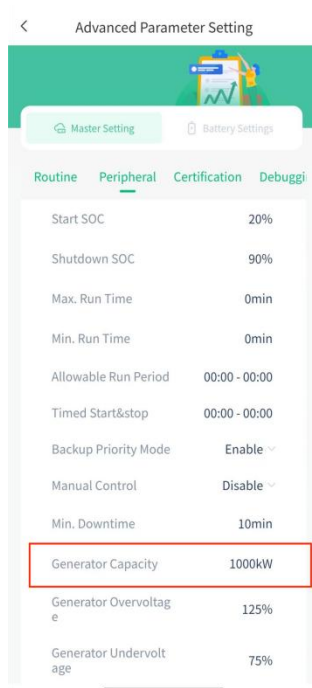 Advanced Parameter Setting
Master Setting Battery Settings
Routine Peripheral Certification Debuggi
Start SOC 20%
Shutdown SOC 90%
Max. Run Time 0min
Min. Run Time 0min
Allowable Run Period 00:00 - 00:00
Timed Start&stop 00:00 - 00:00
Backup Priority Mode Enable
Manual Control Disable
Min. Downtime 10min
Generator Capacity 1000kW
Generator Overvoltag
e 125%
Generator Undervolt
age 75%